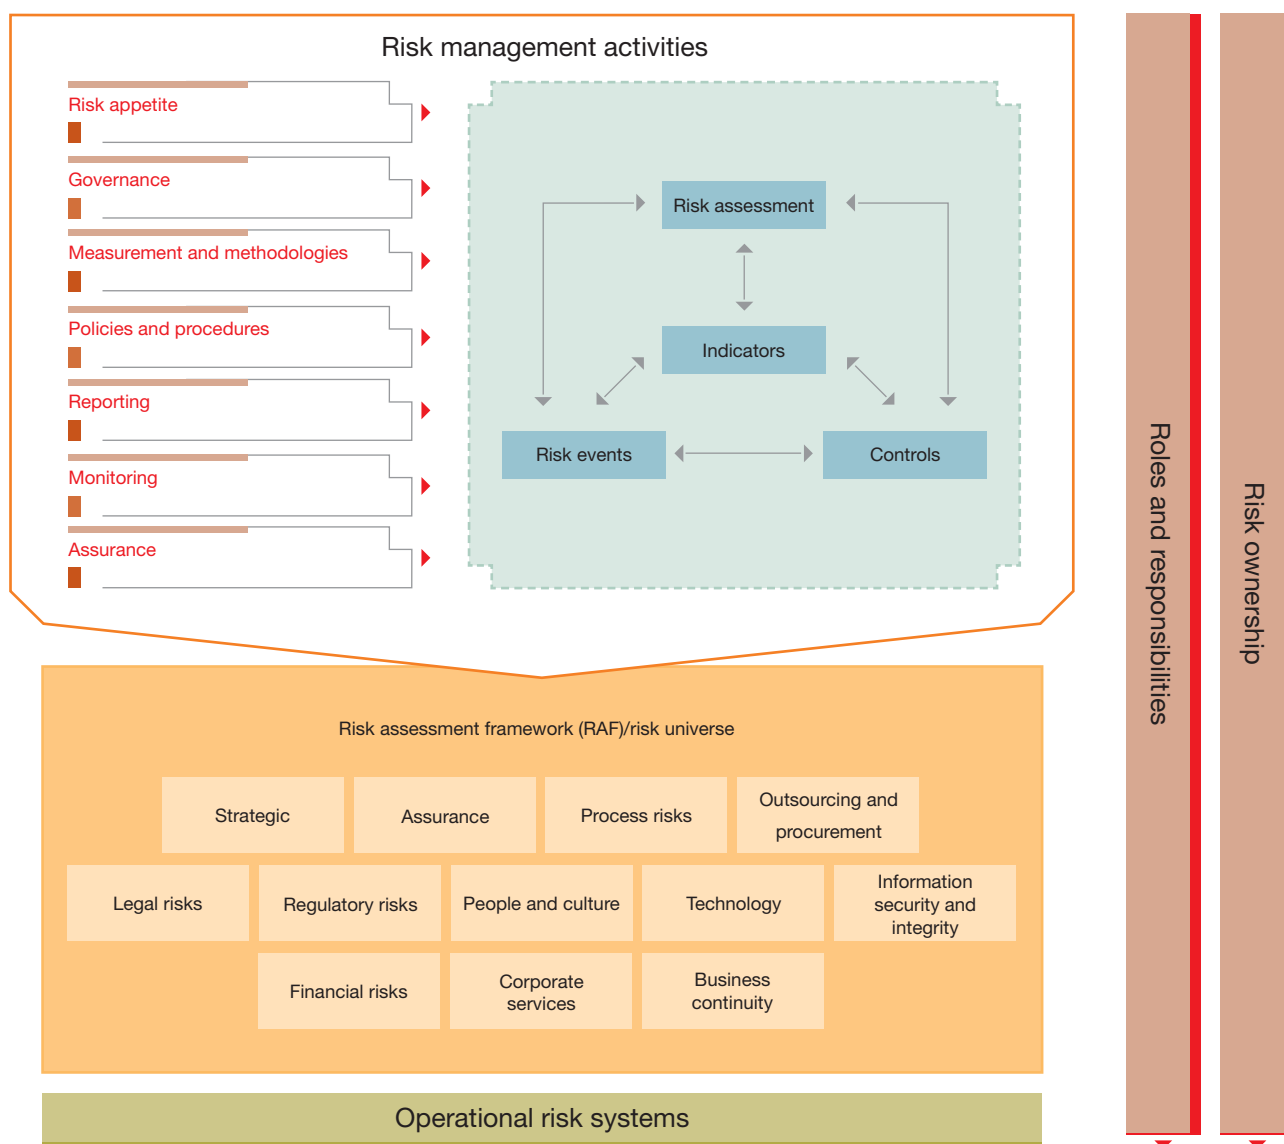 Risk management activities
Risk appetite
Governance
Measurement and methodologies
Policies and procedures
Reporting
Monitoring
Assurance
Risk assessment
Indicators
Risk events
Controls
Risk assessment framework (RAF)/risk universe
Strategic
Assurance
Process risks
Outsourcing and
procurement
Legal risks
Regulatory risks
People and culture
Technology
Information
security and
integrity
Financial risks
Corporate
services
Business
continuity
Operational risk systems
Roles and responsibilities
Risk ownership